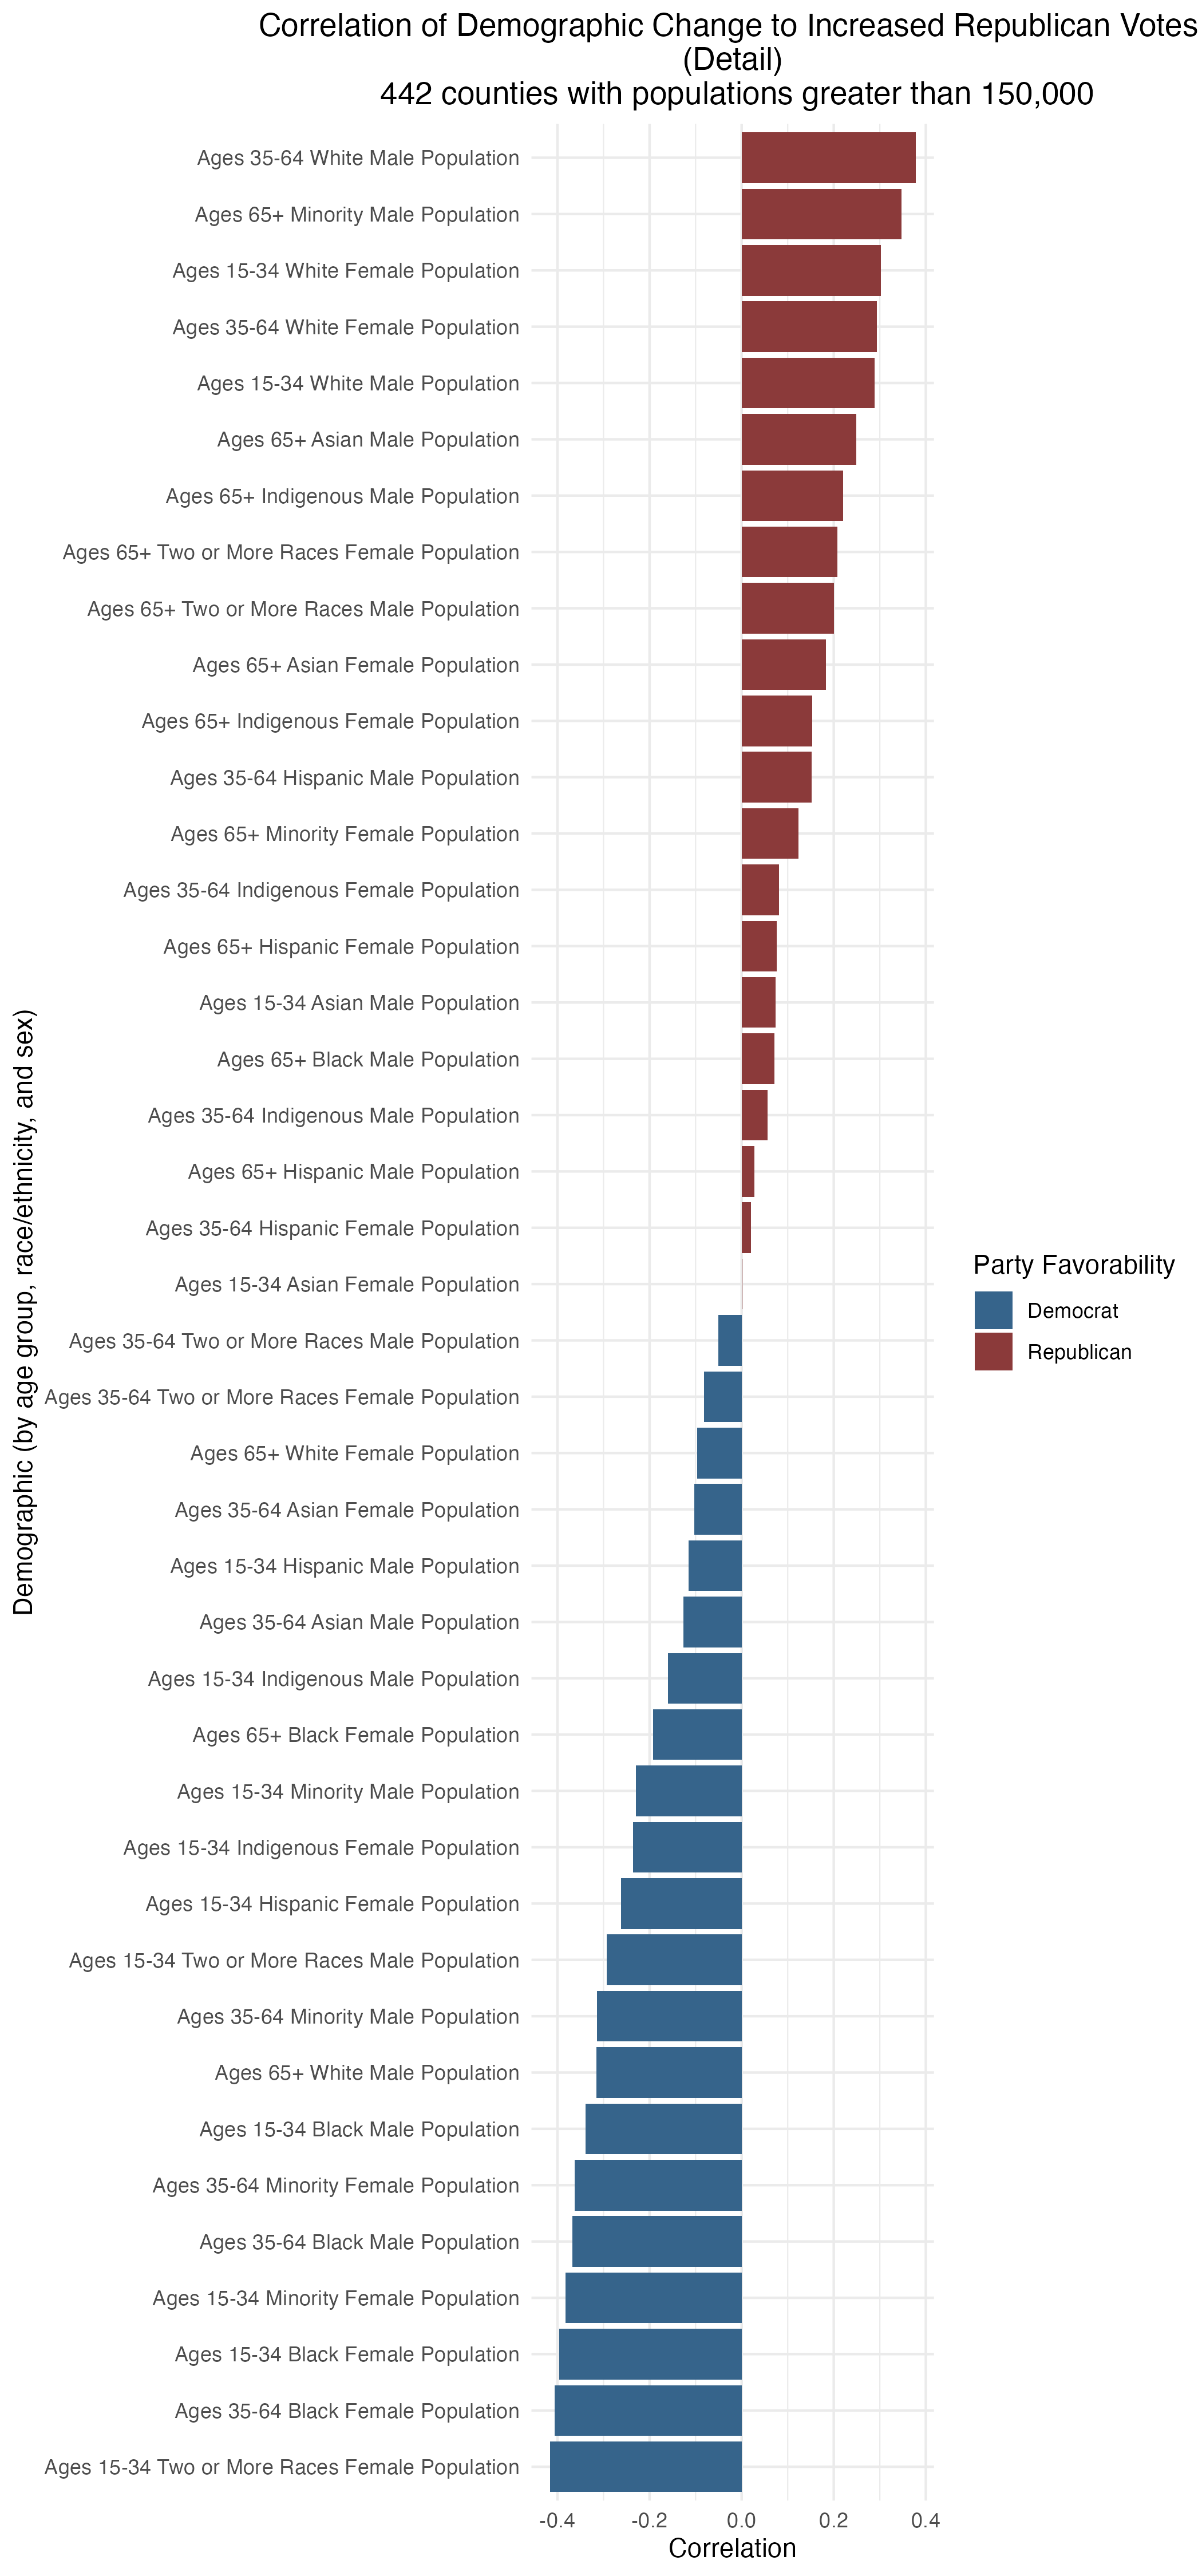 Correlation of Demographic Change to Increased Republican Votes
(Detail)
442 counties with populations greater than 150,000
Ages 35-64 White Male Population
Ages 65+ Minority Male Population
Ages 15-34 White Female Population
Ages 35-64 White Female Population
Ages 15-34 White Male Population
Ages 65+ Asian Male Population
Ages 65+ Indigenous Male Population
Ages 65+ Two or More Races Female Population
Ages 65+ Two or More Races Male Population
Ages 65+ Asian Female Population
Ages 65+ Indigenous Female Population
Ages 35-64 Hispanic Male Population
Ages 65+ Minority Female Population
Ages 35-64 Indigenous Female Population
Ages 65+ Hispanic Female Population
Ages 15-34 Asian Male Population
Ages 65+ Black Male Population
Ages 35-64 Indigenous Male Population
Ages 65+ Hispanic Male Population
Ages 35-64 Hispanic Female Population
Ages 15-34 Asian Female Population
Ages 35-64 Two or More Races Male Population
Ages 35-64 Two or More Races Female Population
Ages 65+ White Female Population
Ages 35-64 Asian Female Population
Ages 15-34 Hispanic Male Population
Ages 35-64 Asian Male Population
Ages 15-34 Indigenous Male Population
Ages 65+ Black Female Population
Ages 15-34 Minority Male Population
Ages 15-34 Indigenous Female Population
Ages 15-34 Hispanic Female Population
Ages 15-34 Two or More Races Male Population
Ages 35-64 Minority Male Population
Ages 65+ White Male Population
Ages 15-34 Black Male Population
Ages 35-64 Minority Female Population
Ages 35-64 Black Male Population
Ages 15-34 Minority Female Population
Ages 15-34 Black Female Population
Ages 35-64 Black Female Population
Ages 15-34 Two or More Races Female Population
-0.4 -0.2 0.0 0.2 0.4
Correlation
Demographic (by age group, race/ethnicity, and sex)
Party Favorability
Democrat
Republican